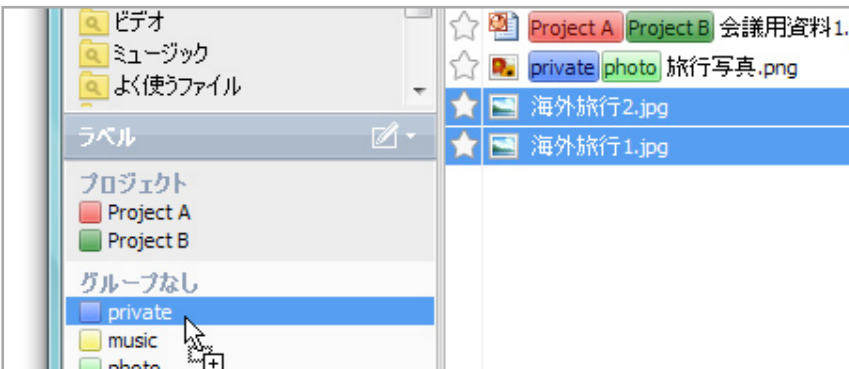 ビデオ
ミュージック
よく使うファイル
ラベル
プロジェクト
Project A
Project B
グループなし
private
music
photo
Project A Project B 会議用資料1.
private photo 旅行写真.png
海外旅行2.jpg
海外旅行1.jpg